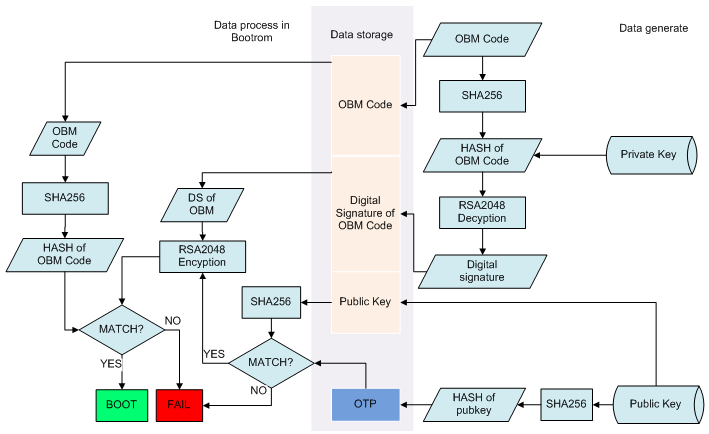 Data process in
Bootrom
Data storage
Data generate
OBM Code
SHA256
HASH of
OBM Code
Private Key
RSA2048
Decyption
Digital
signature
OBM Code
Digital
Signature of
OBM Code
Public Key
OBM
Code
SHA256
HASH of
OBM Code
DS of
OBM
RSA2048
Encyption
SHA256
MATCH?
NO
YES
MATCH?
YES
NO
BOOT
FAIL
OTP
HASH of
pubkey
SHA256
Public Key